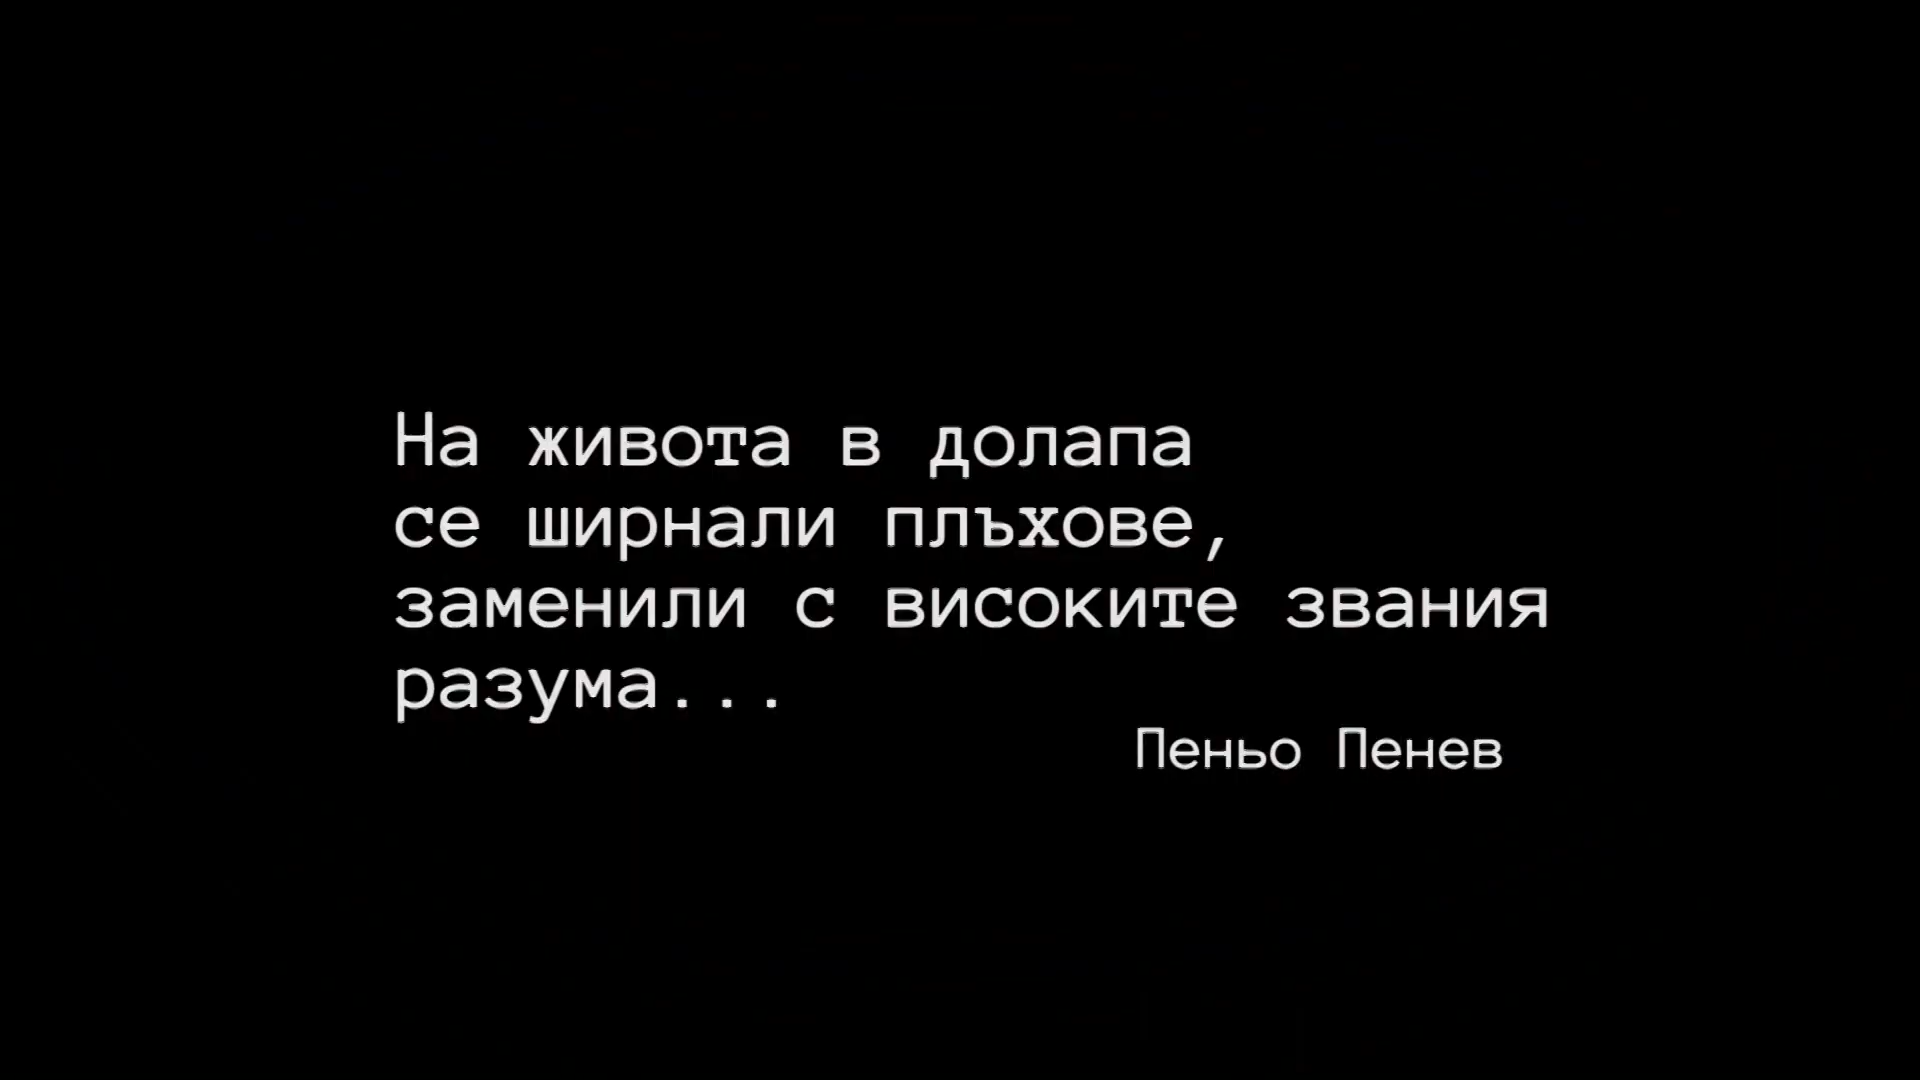 На живота в долапа
се ширнали плъхове,
заменили с високите звания
разума...
Пеньо Пенев